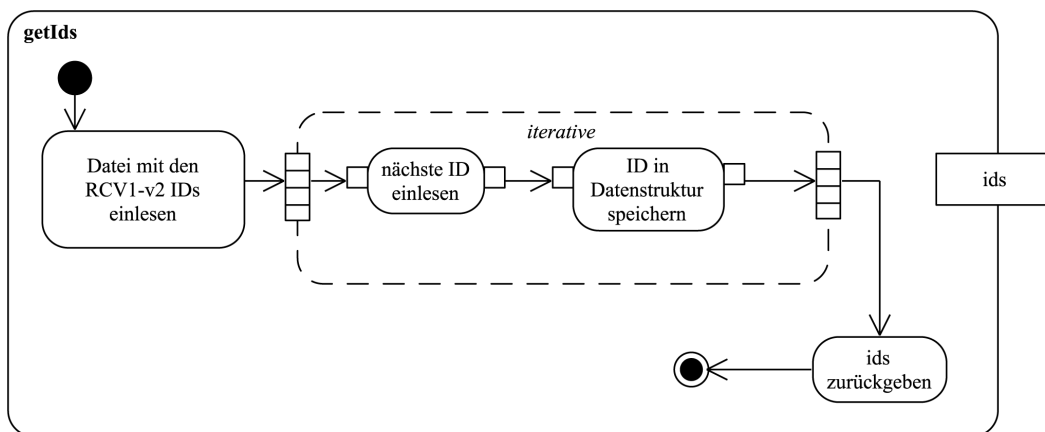 getIds
iterative
Datei mit den
RCV1-v2 IDs
einlesen
nächste ID
einlesen
ID in
Datenstruktur
speichern
ids
ids
zurückgeben